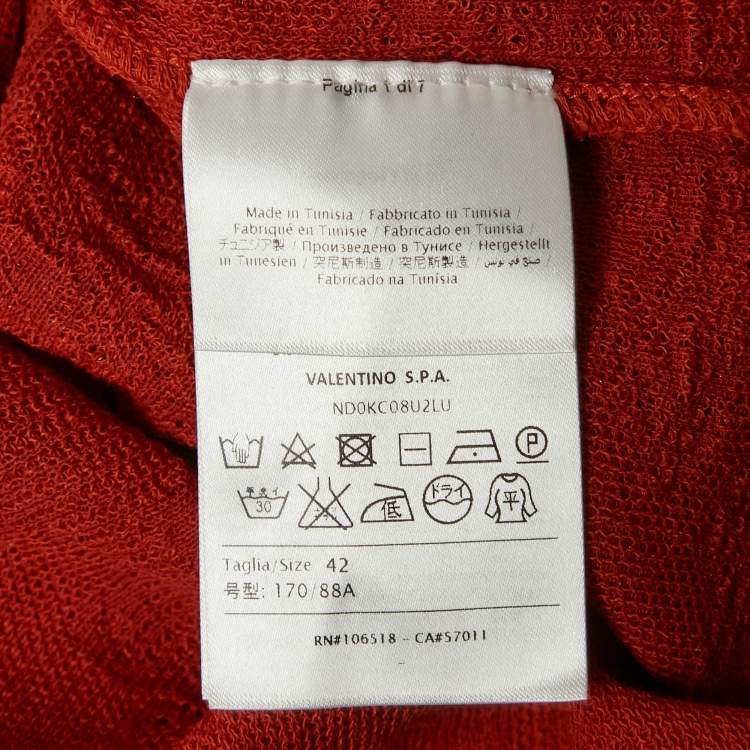 Pagina 1 di 7
Made in Tunisia / Fabbricato in Tunisia /
Fabriqué en Tunisie / Fabricado en Tunisia /
チュニジア製 / Произведено в Тунисе / Hergestellt
in Tunesien / 突尼斯制造 / 突尼斯製造 / صنع في تونس /
Fabricado na Tunísia
VALENTINO S.P.A.
ND0KC08U2LU
P
30 低 ドライ 平
Taglia/Size 42
号型: 170/88A
RN#106518 - CA#57011